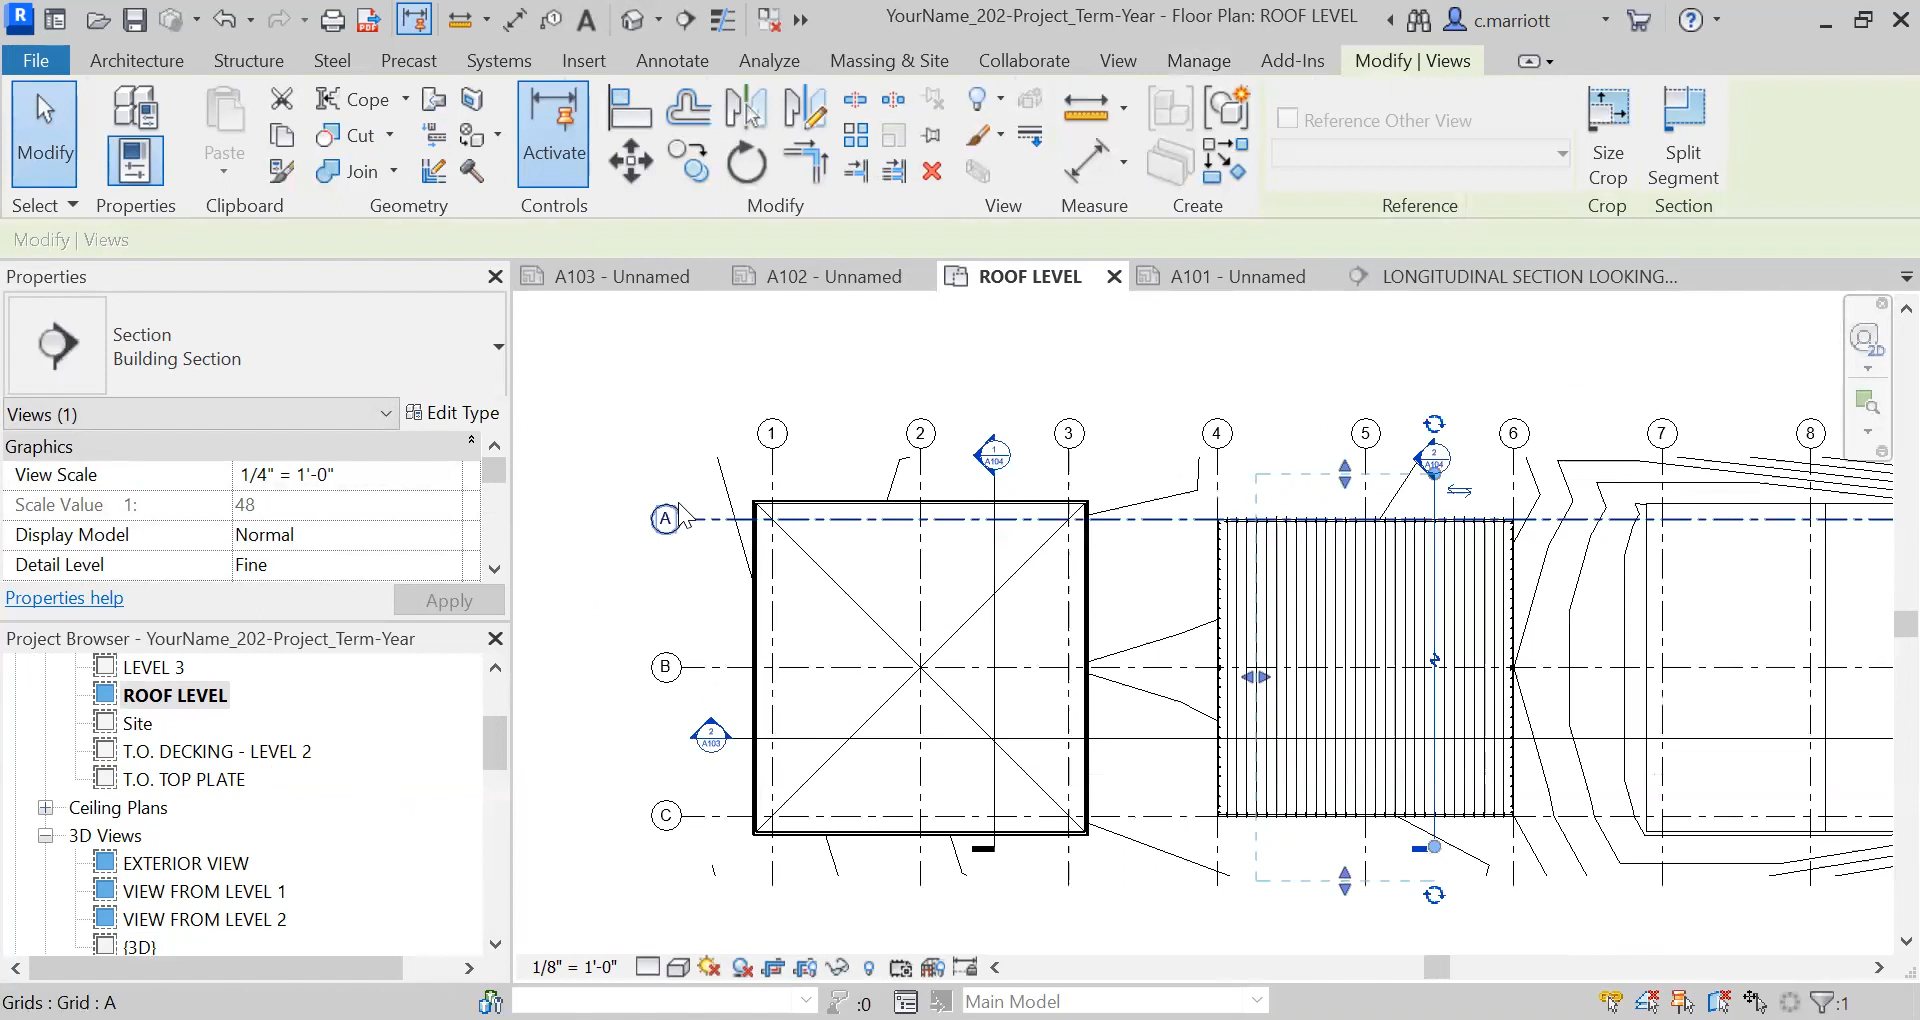 YourName_202-Project_Term-Year - Floor Plan: ROOF LEVEL
c.marriott
File Architecture Structure Steel Precast Systems Insert Annotate Analyze Massing & Site Collaborate View Manage Add-Ins Modify | Views
Modify
Paste
Cope
Cut
Join
Activate
Reference Other View
Size Crop
Split Segment
Select Properties Clipboard Geometry Controls Modify View Measure Create Reference Crop Section
Modify | Views
Properties
Section
Building Section
Views (1)
Edit Type
Graphics
View Scale 1/4" = 1'-0"
Scale Value 1: 48
Display Model Normal
Detail Level Fine
Properties help
Apply
Project Browser - YourName_202-Project_Term-Year
LEVEL 3
ROOF LEVEL
Site
T.O. DECKING - LEVEL 2
T.O. TOP PLATE
Ceiling Plans
3D Views
EXTERIOR VIEW
VIEW FROM LEVEL 1
VIEW FROM LEVEL 2
{3D}
A103 - Unnamed A102 - Unnamed ROOF LEVEL A101 - Unnamed LONGITUDINAL SECTION LOOKING...
2D
1 2 3 4 5 6 7 8
1
A104
2
A104
A
B
2
A103
C
1/8" = 1'-0"
Grids : Grid : A
:0
Main Model
:1